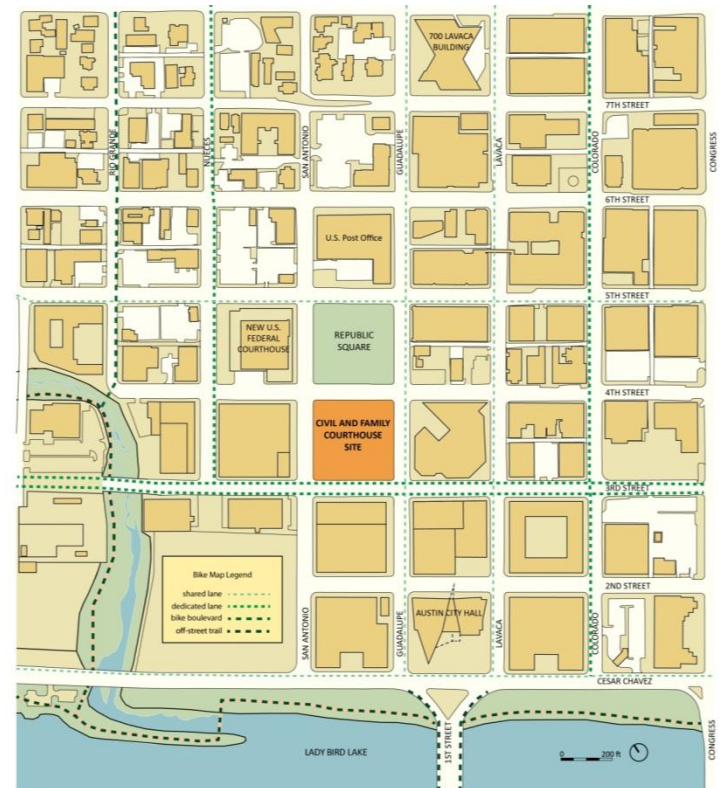 700 LAVACA
BUILDING
7TH STREET
RIO GRANDE
NUECES
SAN ANTONIO
GUADALUPE
LAVACA
COLORADO
CONGRESS
6TH STREET
U.S. Post Office
5TH STREET
NEW U.S.
FEDERAL
COURTHOUSE
REPUBLIC
SQUARE
4TH STREET
CIVIL AND FAMILY
COURTHOUSE
SITE
3RD STREET
Bike Map Legend
shared lane
dedicated lane
bike boulevard
off-street trail
2ND STREET
SAN ANTONIO
GUADALUPE
AUSTIN CITY HALL
LAVACA
COLORADO
CESAR CHAVEZ
LADY BIRD LAKE
1ST STREET
0 200 ft
CONGRESS